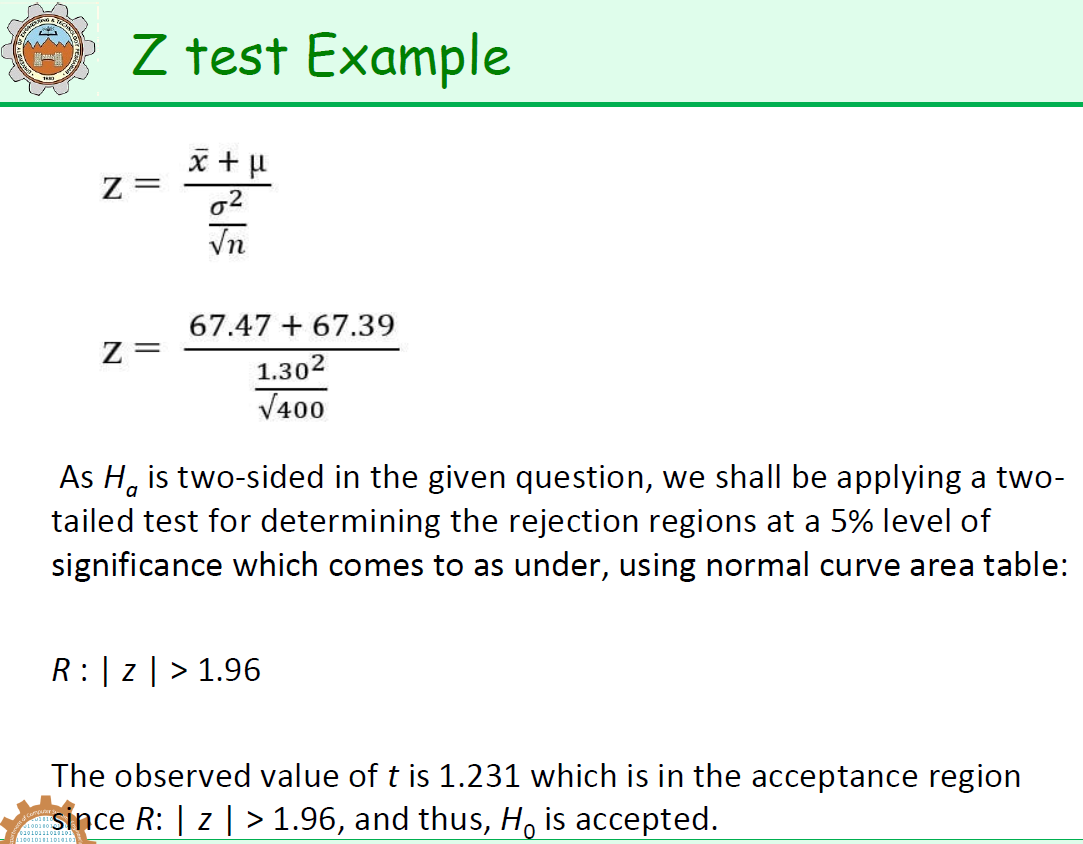 Z test Example
z = (x̄ + μ) / (σ² / √n)
z = (67.47 + 67.39) / (1.30² / √400)
As Hₐ is two-sided in the given question, we shall be applying a two-
tailed test for determining the rejection regions at a 5% level of
significance which comes to as under, using normal curve area table:
R : | z | > 1.96
The observed value of t is 1.231 which is in the acceptance region
since R: | z | > 1.96, and thus, H₀ is accepted.